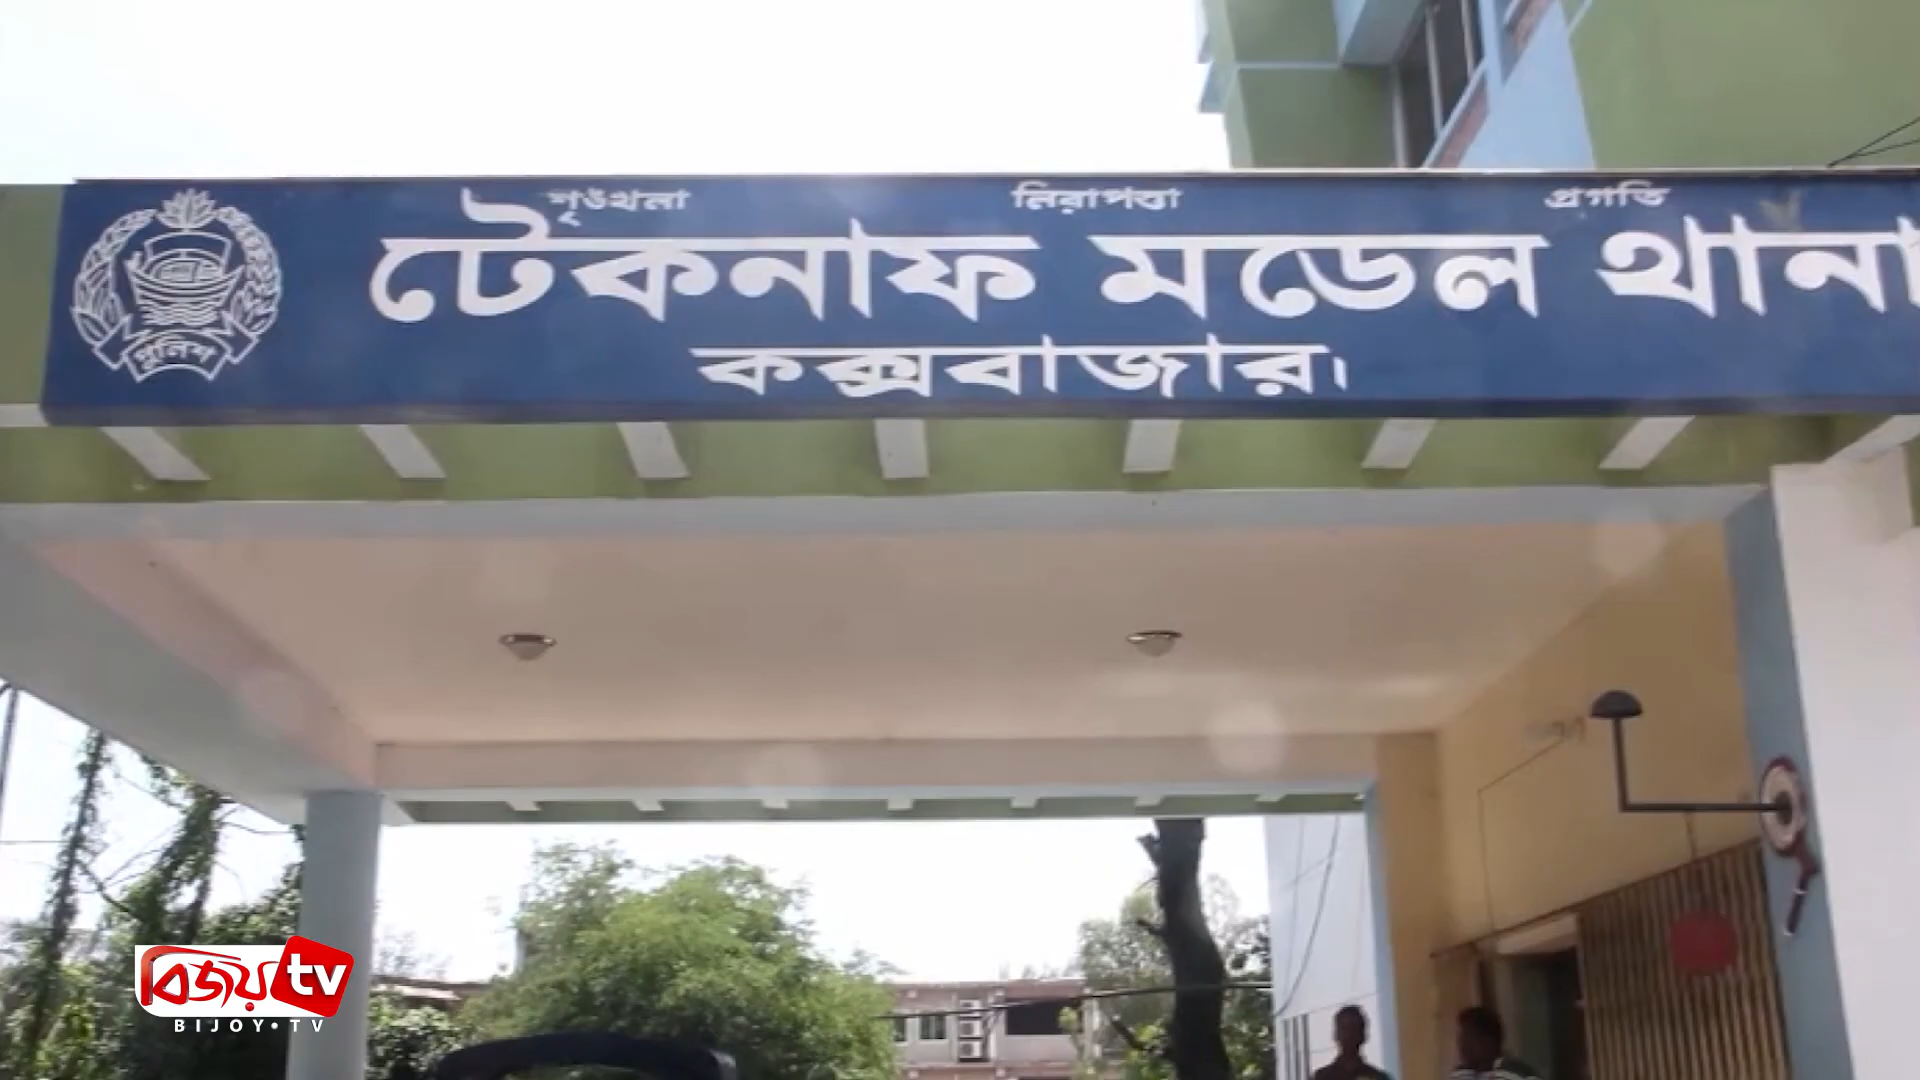 শৃঙ্খলা নিরাপত্তা প্রগতি
টেকনাফ মডেল থানা
কক্সবাজার।
পুলিশ
বিজয় tv
BIJOY•TV